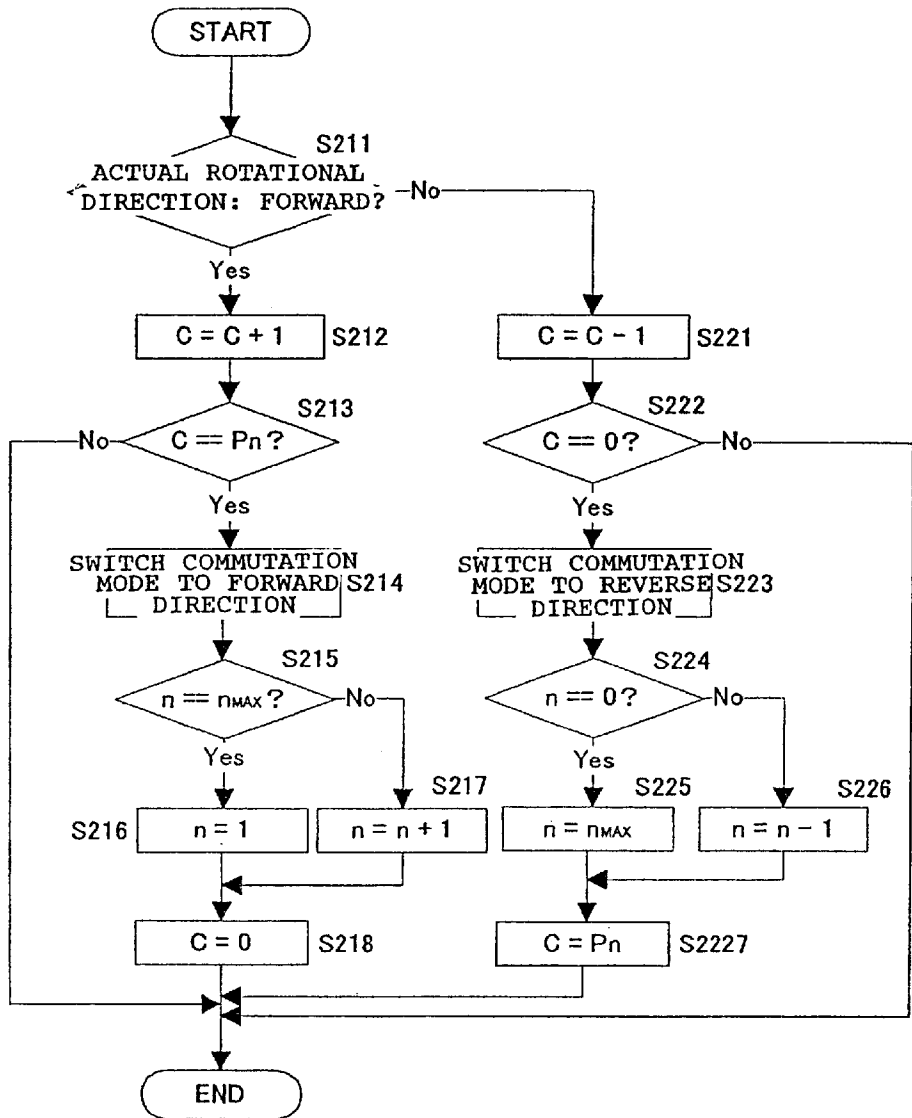 START
S211
ACTUAL ROTATIONAL
DIRECTION: FORWARD?
No
Yes
C = C + 1
S212
C = C - 1
S221
S213
C == Pn?
No
Yes
S222
C == 0?
No
Yes
SWITCH COMMUTATION
MODE TO FORWARD
DIRECTION
S214
SWITCH COMMUTATION
MODE TO REVERSE
DIRECTION
S223
S215
n == nMAX?
No
Yes
S224
n == 0?
No
Yes
S216
n = 1
S217
n = n + 1
S225
n = nMAX
S226
n = n - 1
C = 0
S218
C = Pn
S2227
END